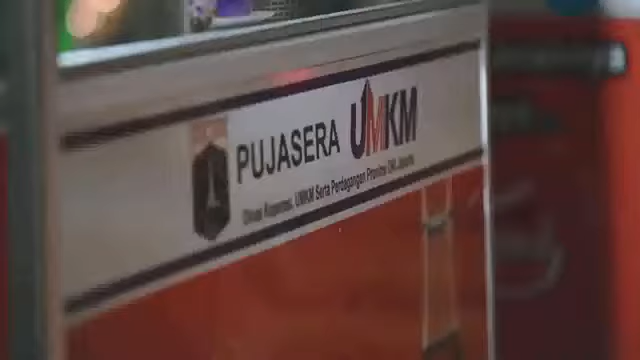 PUJASERA UMKM
Dinas Koperasi, UMKM Serta Perdagangan Provinsi DKI Jakarta